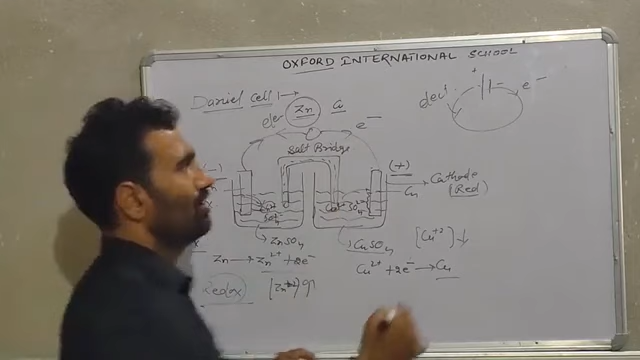 OXFORD INTERNATIONAL SCHOOL
Daniel Cell :→
Zn Cu
e⁻
e⁻
Salt Bridge
(-) (+)
→ Cathode
Cu (Red)
SO₄
→ ZnSO₄
→ CuSO₄ [Cu⁺²] ↓
Zn → Zn²⁺ + 2e⁻
Cu²⁺ + 2e⁻ → Cu
Redox